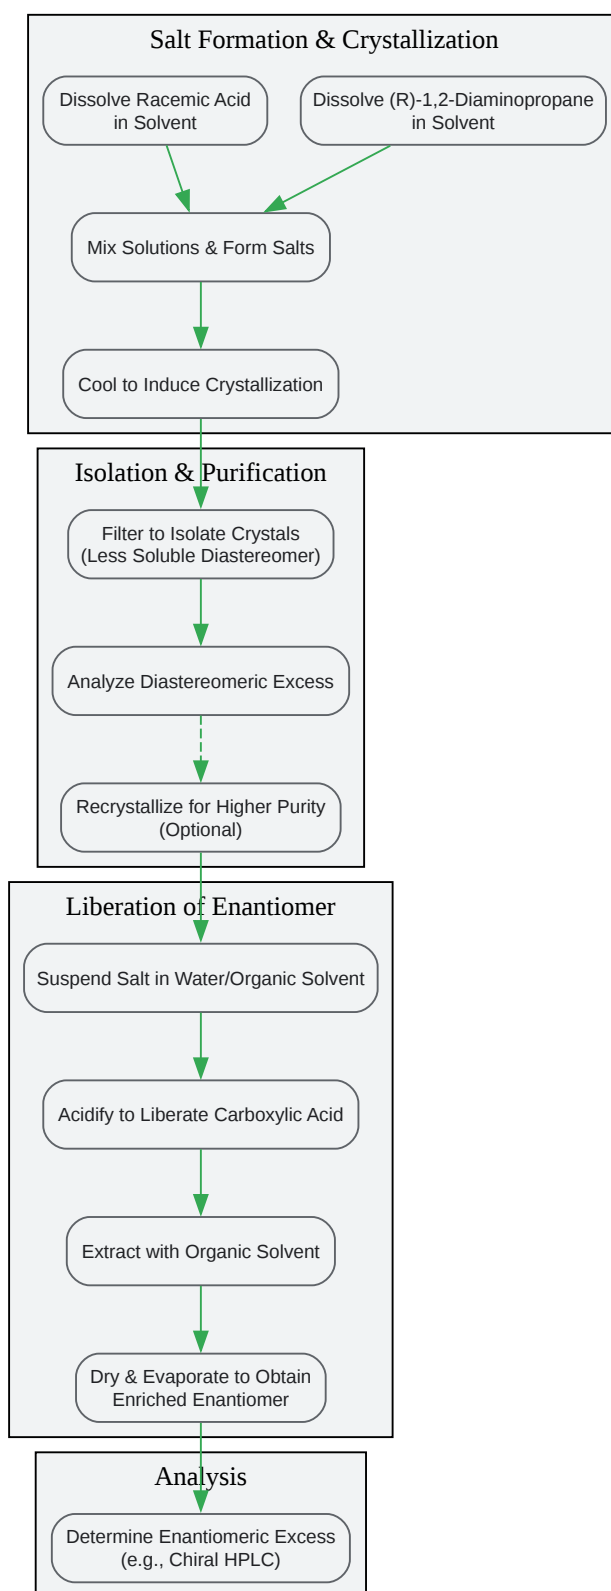 Salt Formation & Crystallization
Dissolve Racemic Acid
in Solvent
Dissolve (R)-1,2-Diaminopropane
in Solvent
Mix Solutions & Form Salts
Cool to Induce Crystallization
Isolation & Purification
Filter to Isolate Crystals
(Less Soluble Diastereomer)
Analyze Diastereomeric Excess
Recrystallize for Higher Purity
(Optional)
Liberation of Enantiomer
Suspend Salt in Water/Organic Solvent
Acidify to Liberate Carboxylic Acid
Extract with Organic Solvent
Dry & Evaporate to Obtain
Enriched Enantiomer
Analysis
Determine Enantiomeric Excess
(e.g., Chiral HPLC)